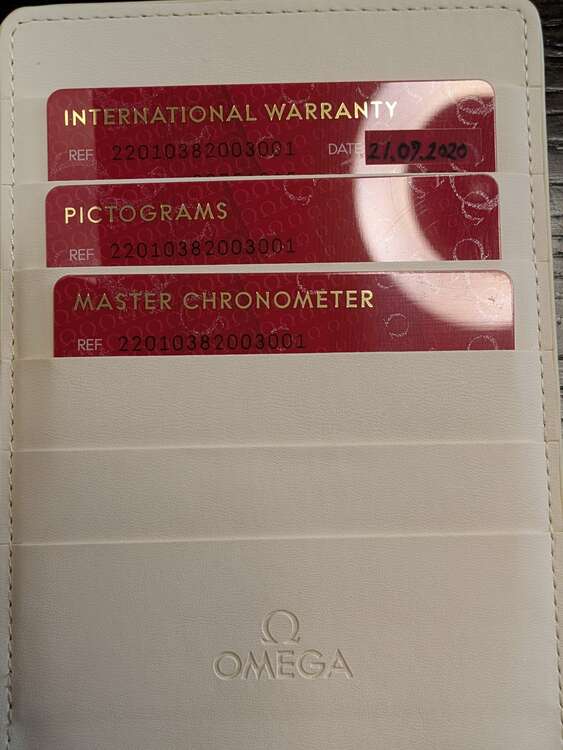 INTERNATIONAL WARRANTY
REF 22010382003001 DATE 21.09.2020
PICTOGRAMS
REF 22010382003001
MASTER CHRONOMETER
REF 22010382003001
Ω
OMEGA